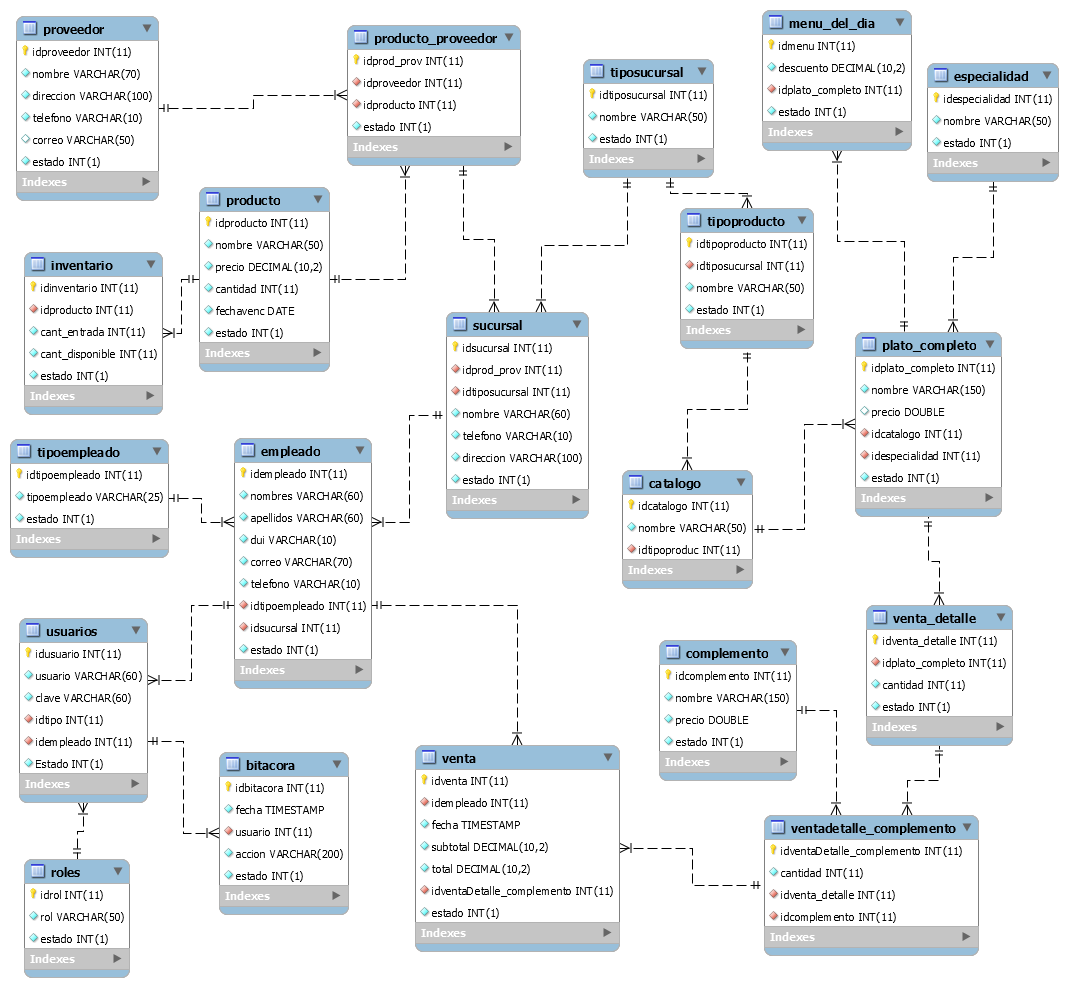 proveedor
idproveedor INT(11)
nombre VARCHAR(70)
direccion VARCHAR(100)
telefono VARCHAR(10)
correo VARCHAR(50)
estado INT(1)
Indexes
producto_proveedor
idprod_prov INT(11)
idproveedor INT(11)
idproducto INT(11)
estado INT(1)
Indexes
tiposucursal
idtiposucursal INT(11)
nombre VARCHAR(50)
estado INT(1)
Indexes
menu_del_dia
idmenu INT(11)
descuento DECIMAL(10,2)
idplato_completo INT(11)
estado INT(1)
Indexes
especialidad
idespecialidad INT(11)
nombre VARCHAR(50)
estado INT(1)
Indexes
producto
idproducto INT(11)
nombre VARCHAR(50)
precio DECIMAL(10,2)
cantidad INT(11)
fechavenc DATE
estado INT(1)
Indexes
tipoproducto
idtipoproducto INT(11)
idtiposucursal INT(11)
nombre VARCHAR(50)
estado INT(1)
Indexes
inventario
idinventario INT(11)
idproducto INT(11)
cant_entrada INT(11)
cant_disponible INT(11)
estado INT(1)
Indexes
sucursal
idsucursal INT(11)
idprod_prov INT(11)
idtiposucursal INT(11)
nombre VARCHAR(60)
telefono VARCHAR(10)
direccion VARCHAR(100)
estado INT(1)
Indexes
plato_completo
idplato_completo INT(11)
nombre VARCHAR(150)
precio DOUBLE
idcatalogo INT(11)
idespecialidad INT(11)
estado INT(1)
Indexes
tipoempleado
idtipoempleado INT(11)
tipoempleado VARCHAR(25)
estado INT(1)
Indexes
empleado
idempleado INT(11)
nombres VARCHAR(60)
apellidos VARCHAR(60)
dui VARCHAR(10)
correo VARCHAR(70)
telefono VARCHAR(10)
idtipoempleado INT(11)
idsucursal INT(11)
estado INT(1)
Indexes
catalogo
idcatalogo INT(11)
nombre VARCHAR(50)
idtipoproduc INT(11)
Indexes
usuarios
idusuario INT(11)
usuario VARCHAR(60)
clave VARCHAR(60)
idtipo INT(11)
idempleado INT(11)
Estado INT(1)
Indexes
complemento
idcomplemento INT(11)
nombre VARCHAR(150)
precio DOUBLE
estado INT(1)
Indexes
venta_detalle
idventa_detalle INT(11)
idplato_completo INT(11)
cantidad INT(11)
estado INT(1)
Indexes
bitacora
idbitacora INT(11)
fecha TIMESTAMP
usuario INT(11)
accion VARCHAR(200)
estado INT(1)
Indexes
venta
idventa INT(11)
idempleado INT(11)
fecha TIMESTAMP
subtotal DECIMAL(10,2)
total DECIMAL(10,2)
idventaDetalle_complemento INT(11)
estado INT(1)
Indexes
ventadetalle_complemento
idventaDetalle_complemento INT(11)
cantidad INT(11)
idventa_detalle INT(11)
idcomplemento INT(11)
Indexes
roles
idrol INT(11)
rol VARCHAR(50)
estado INT(1)
Indexes